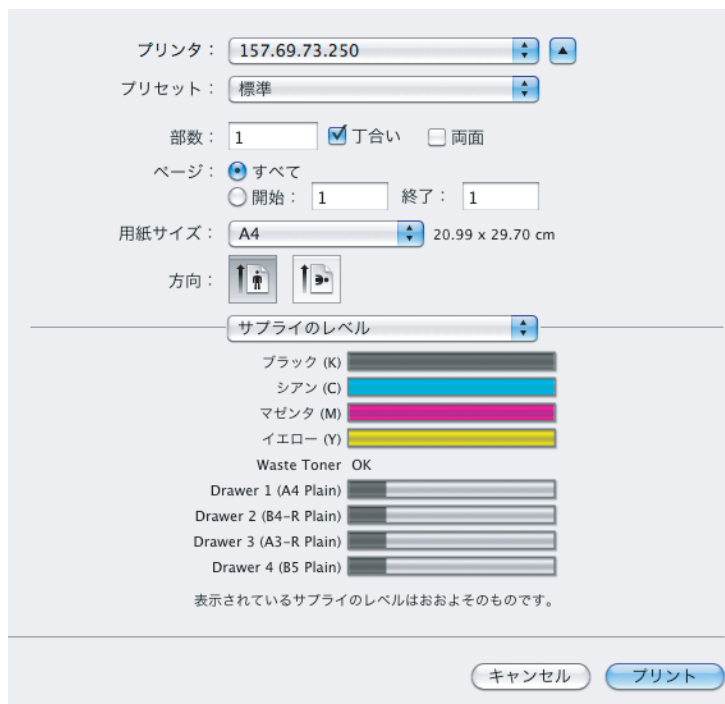 プリンタ： 157.69.73.250
プリセット： 標準
部数： 1 丁合い 両面
ページ： すべて
開始： 1 終了： 1
用紙サイズ： A4 20.99 x 29.70 cm
方向：
サプライのレベル
ブラック (K)
シアン (C)
マゼンタ (M)
イエロー (Y)
Waste Toner OK
Drawer 1 (A4 Plain)
Drawer 2 (B4-R Plain)
Drawer 3 (A3-R Plain)
Drawer 4 (B5 Plain)
表示されているサプライのレベルはおおよそのものです。
キャンセル プリント